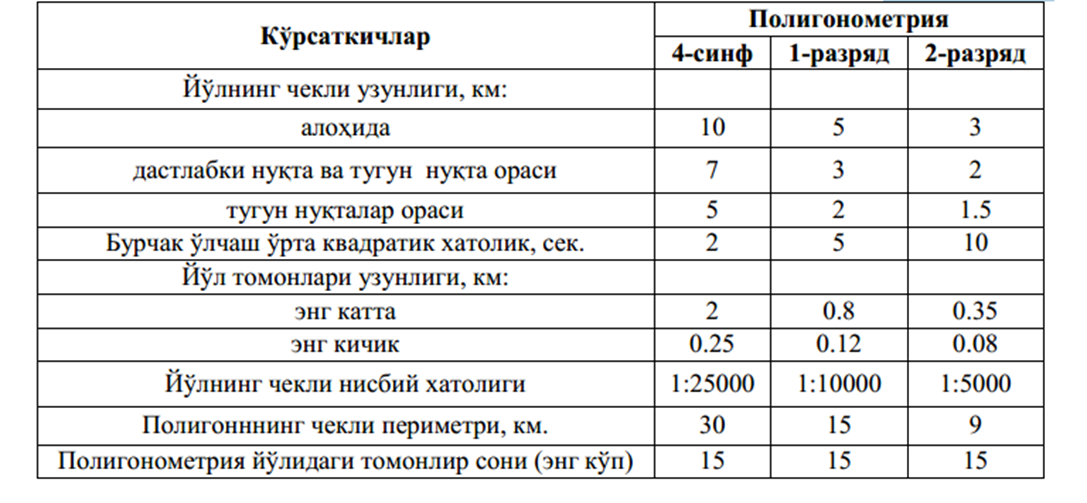 Кўрсаткичлар Полигонометрия
4-синф 1-разряд 2-разряд
Йўлнинг чекли узунлиги, км:
алоҳида 10 5 3
дастлабки нуқта ва тугун нуқта ораси 7 3 2
тугун нуқталар ораси 5 2 1.5
Бурчак ўлчаш ўрта квадратик хатолик, сек. 2 5 10
Йўл томонлари узунлиги, км:
энг катта 2 0.8 0.35
энг кичик 0.25 0.12 0.08
Йўлнинг чекли нисбий хатолиги 1:25000 1:10000 1:5000
Полигонннинг чекли периметри, км. 30 15 9
Полигонометрия йўлидаги томонлир сони (энг кўп) 15 15 15